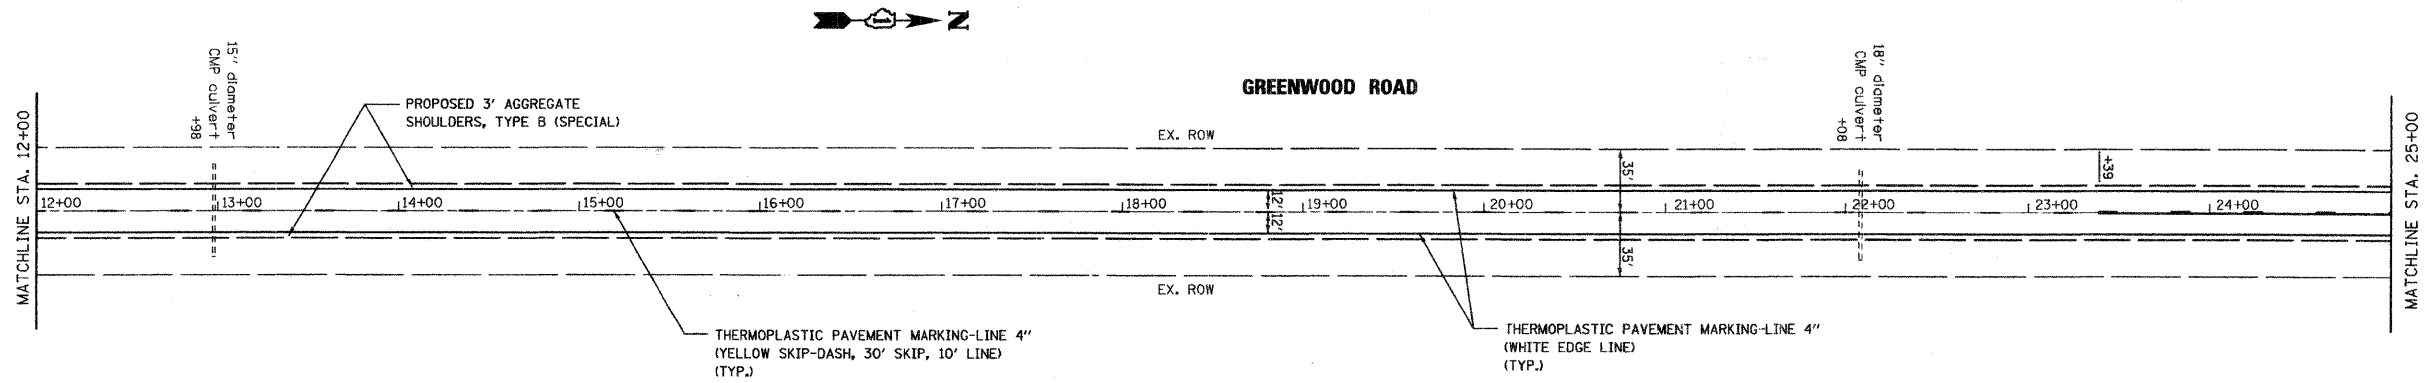 N
GREENWOOD ROAD
15" diameter
CMP culvert
+98
18" diameter
CMP culvert
+08
PROPOSED 3' AGGREGATE
SHOULDERS, TYPE B (SPECIAL)
EX. ROW
MATCHLINE STA. 12+00
MATCHLINE STA. 25+00
+39
35'
12'
12+00
13+00
14+00
15+00
16+00
17+00
18+00
19+00
20+00
21+00
22+00
23+00
24+00
12'
35'
EX. ROW
THERMOPLASTIC PAVEMENT MARKING-LINE 4"
(YELLOW SKIP-DASH, 30' SKIP, 10' LINE)
(TYP.)
THERMOPLASTIC PAVEMENT MARKING-LINE 4"
(WHITE EDGE LINE)
(TYP.)